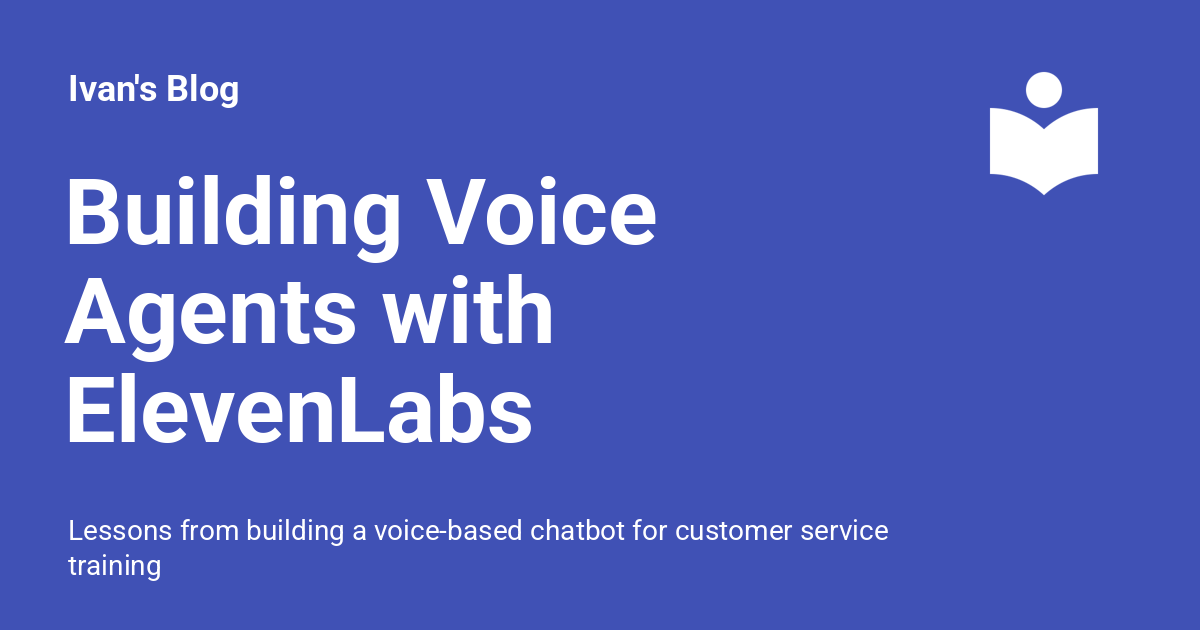 Ivan's Blog
Building Voice
Agents with
ElevenLabs
Lessons from building a voice-based chatbot for customer service
training